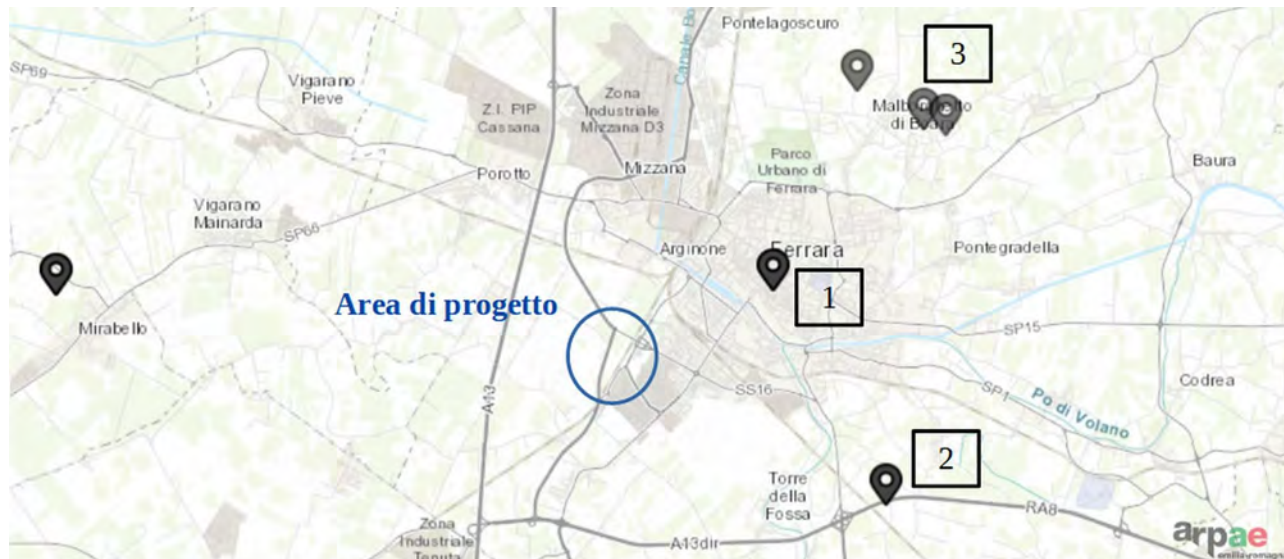 Pontelagoscuro
3
SP69
Vigarano
Pieve
Z.I. PIP
Cassana
Zona
Industriale
Mizzana D3
Canale Bo
Parco
Urbano di
Ferrara
Baura
Porotto
Mizzana
Vigarano
Mainarda
SP66
Arginone
Ferrara
Pontegradella
Area di progetto
1
Mirabello
SP15
A13
SS16
SP1
Codrea
Po di Volano
2
Torre
della
Fossa
RA8
Zona
Industriale
Tenuta
A13dir
arpae